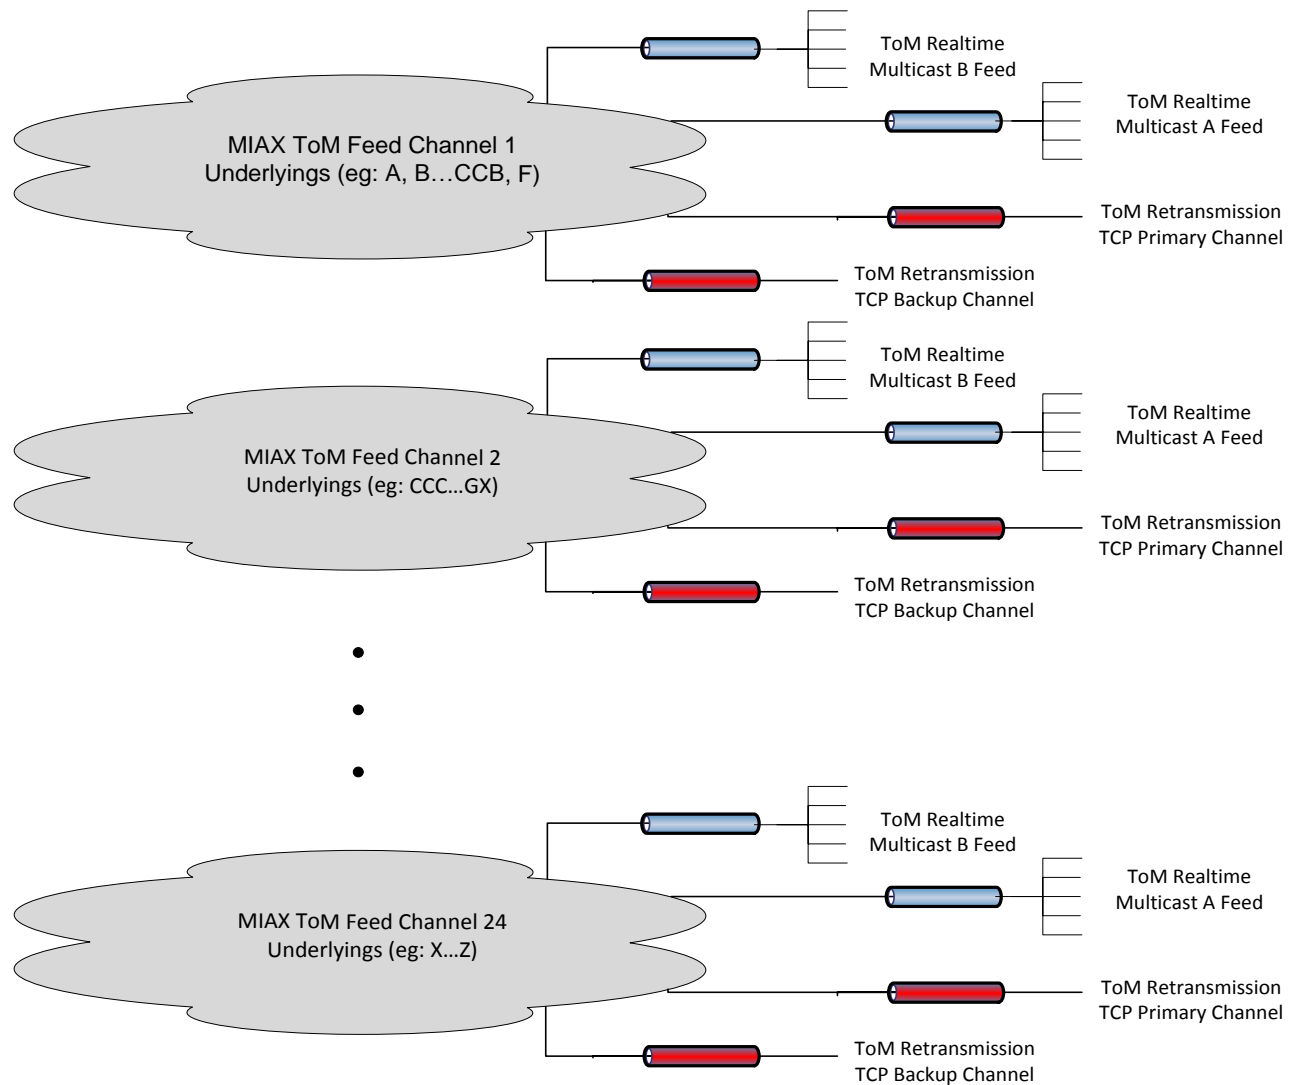 ToM Realtime
Multicast B Feed
ToM Realtime
Multicast A Feed
MIAX ToM Feed Channel 1
Underlyings (eg: A, B…CCB, F)
ToM Retransmission
TCP Primary Channel
ToM Retransmission
TCP Backup Channel
ToM Realtime
Multicast B Feed
ToM Realtime
Multicast A Feed
MIAX ToM Feed Channel 2
Underlyings (eg: CCC…GX)
ToM Retransmission
TCP Primary Channel
ToM Retransmission
TCP Backup Channel
ToM Realtime
Multicast B Feed
ToM Realtime
Multicast A Feed
MIAX ToM Feed Channel 24
Underlyings (eg: X…Z)
ToM Retransmission
TCP Primary Channel
ToM Retransmission
TCP Backup Channel